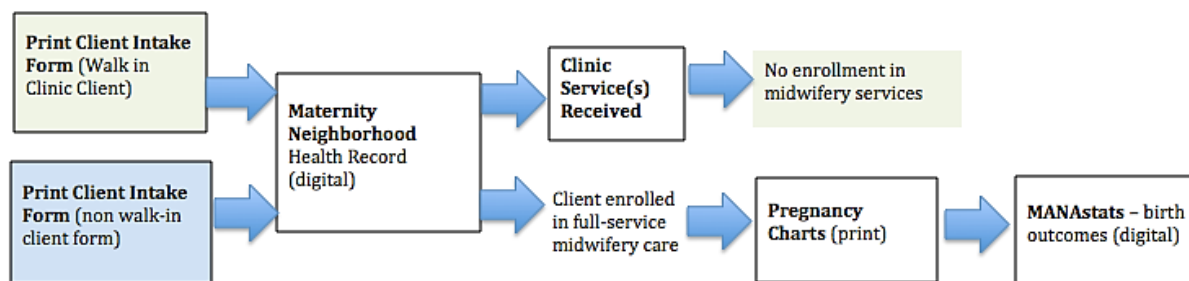 Print Client Intake
Form (Walk in
Clinic Client)
Maternity
Neighborhood
Health Record
(digital)
Clinic
Service(s)
Received
No enrollment in
midwifery services
Print Client Intake
Form (non walk-in
client form)
Client enrolled
in full-service
midwifery care
Pregnancy
Charts (print)
MANAstats – birth
outcomes (digital)